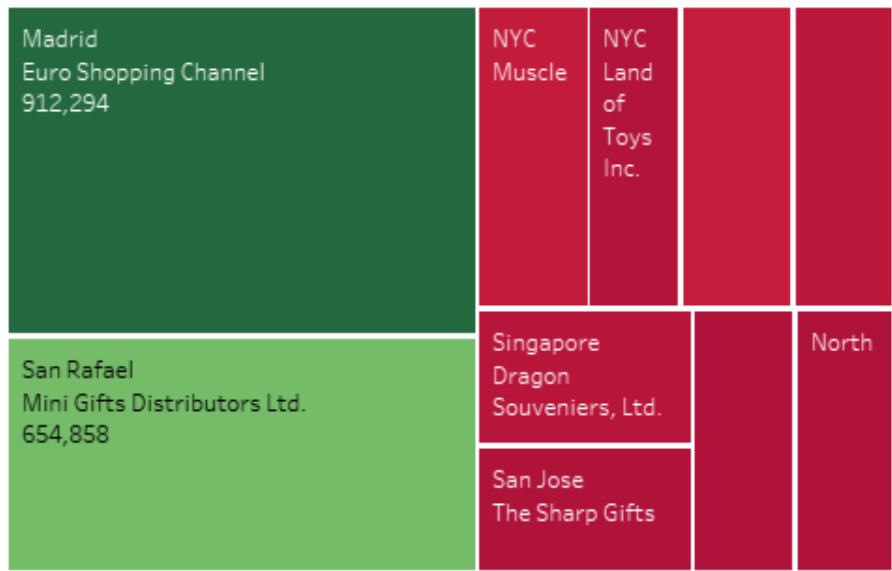 Madrid
Euro Shopping Channel
912,294
NYC
Muscle
NYC
Land
of
Toys
Inc.
San Rafael
Mini Gifts Distributors Ltd.
654,858
Singapore
Dragon
Souveniers, Ltd.
North
San Jose
The Sharp Gifts